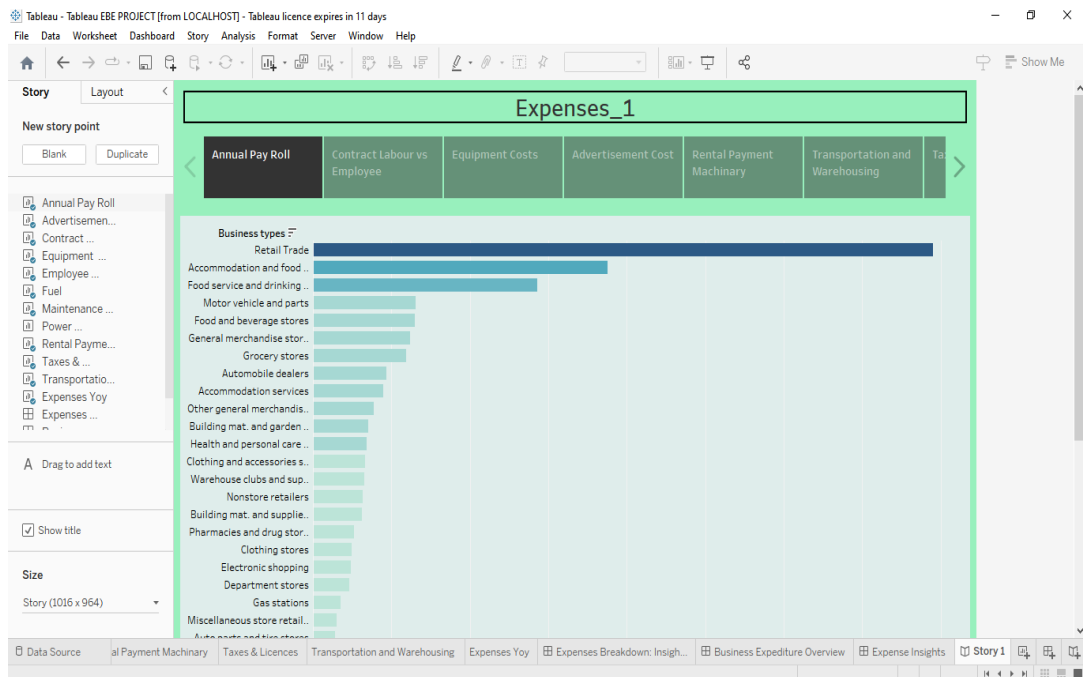 Tableau - Tableau EBE PROJECT [from LOCALHOST] - Tableau licence expires in 11 days
File Data Worksheet Dashboard Story Analysis Format Server Window Help
Show Me
Story Layout
New story point
Blank Duplicate
Annual Pay Roll
Advertisemen...
Contract ...
Equipment ...
Employee ...
Fuel
Maintenance ...
Power ...
Rental Payme...
Taxes & ...
Transportatio...
Expenses Yoy
Expenses ...
A Drag to add text
Show title
Size
Story (1016 x 964)
Expenses_1
Annual Pay Roll
Contract Labour vs
Employee
Equipment Costs
Advertisement Cost
Rental Payment
Machinery
Transportation and
Warehousing
Business types
Retail Trade
Accommodation and food ..
Food service and drinking ..
Motor vehicle and parts
Food and beverage stores
General merchandise stor..
Grocery stores
Automobile dealers
Accommodation services
Other general merchandis..
Building mat. and garden ..
Health and personal care ..
Clothing and accessories s..
Warehouse clubs and sup..
Nonstore retailers
Building mat. and supplie..
Pharmacies and drug stor..
Clothing stores
Electronic shopping
Department stores
Gas stations
Miscellaneous store retail..
Auto parts and tire stores
Data Source al Payment Machinery Taxes & Licences Transportation and Warehousing Expenses Yoy Expenses Breakdown: Insigh... Business Expediture Overview Expense Insights Story 1